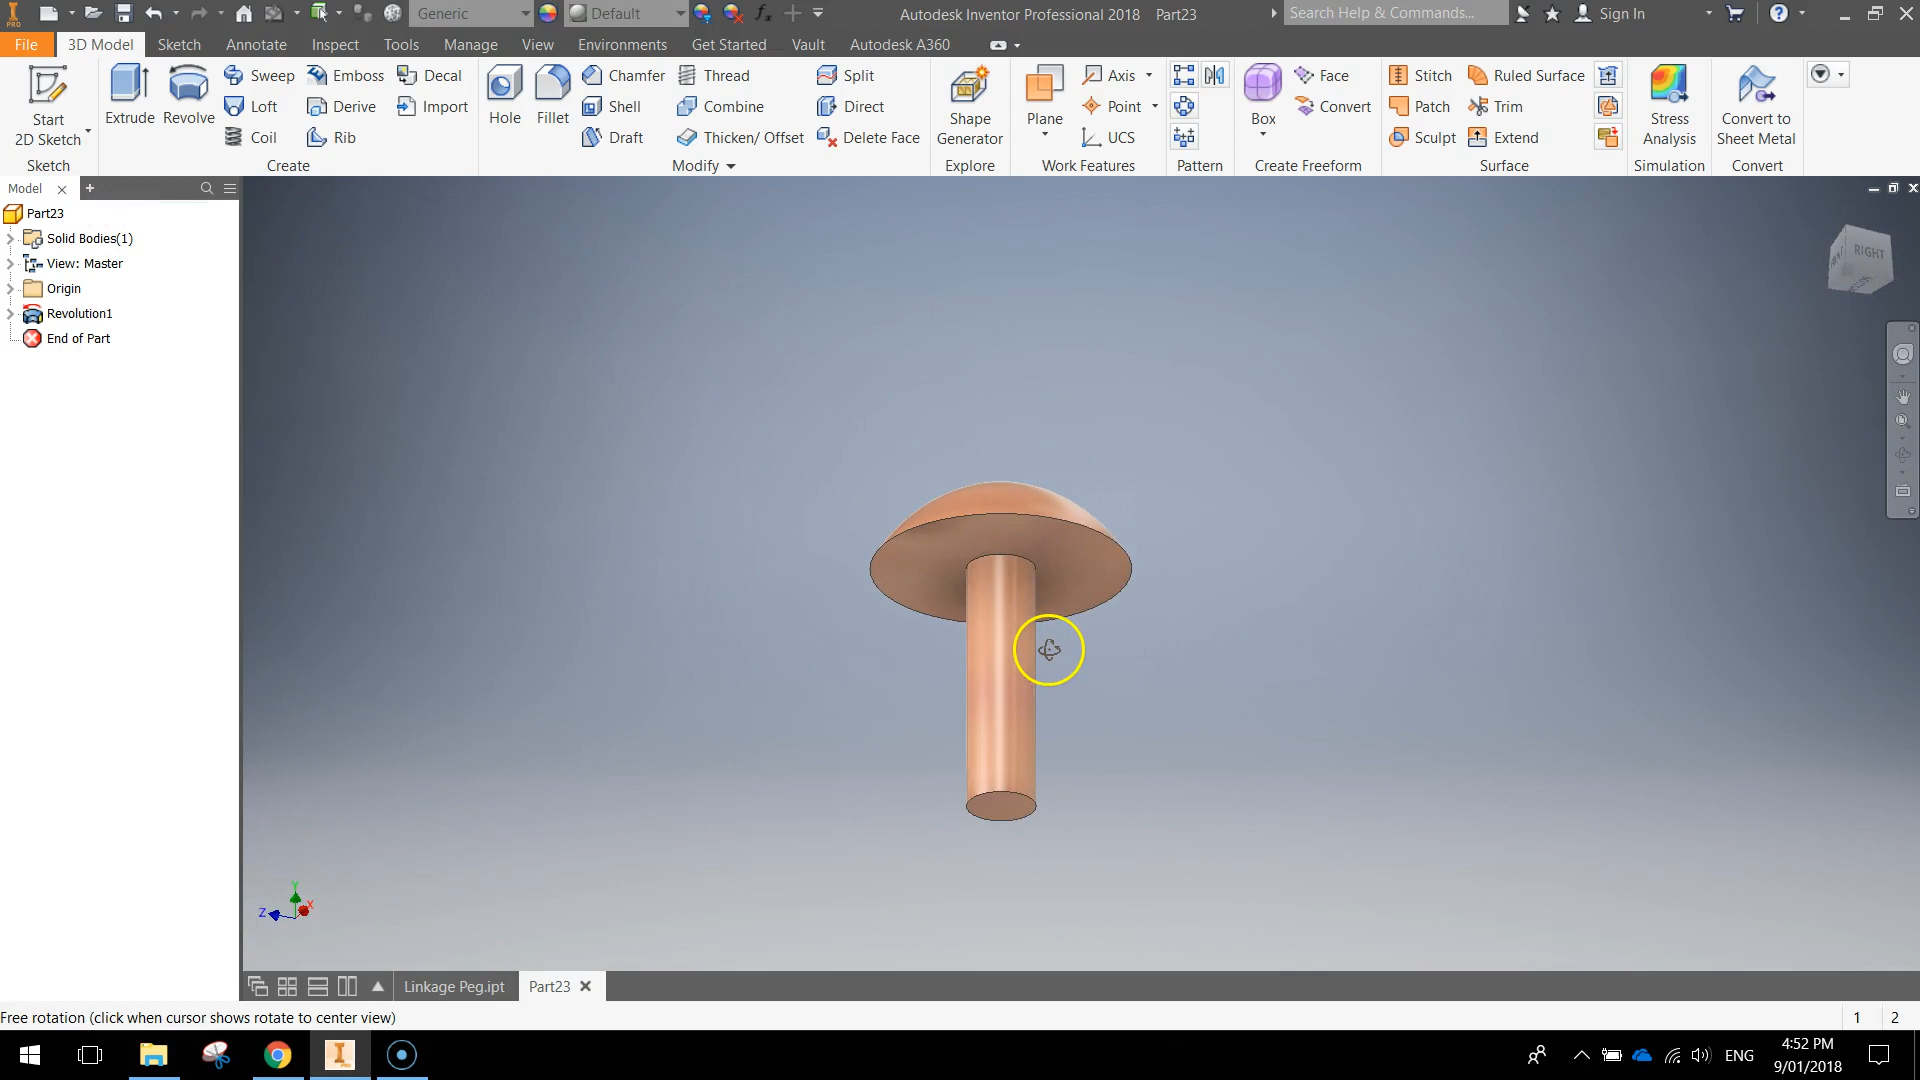 Generic
Default
Autodesk Inventor Professional 2018 Part23
Search Help & Commands...
Sign In
PRO
File 3D Model Sketch Annotate Inspect Tools Manage View Environments Get Started Vault Autodesk A360
Start
2D Sketch
Extrude
Revolve
Sweep
Loft
Coil
Emboss
Derive
Rib
Decal
Import
Hole
Fillet
Chamfer
Shell
Draft
Thread
Combine
Thicken/ Offset
Split
Direct
Delete Face
Shape
Generator
Plane
Axis
Point
UCS
Box
Face
Convert
Stitch
Patch
Sculpt
Ruled Surface
Trim
Extend
Stress
Analysis
Convert to
Sheet Metal
Sketch Create Modify Explore Work Features Pattern Create Freeform Surface Simulation Convert
Model
Part23
Solid Bodies(1)
View: Master
Origin
Revolution1
End of Part
RIGHT
Y
Z
X
Linkage Peg.ipt
Part23
Free rotation (click when cursor shows rotate to center view)
1 2
ENG
4:52 PM
9/01/2018